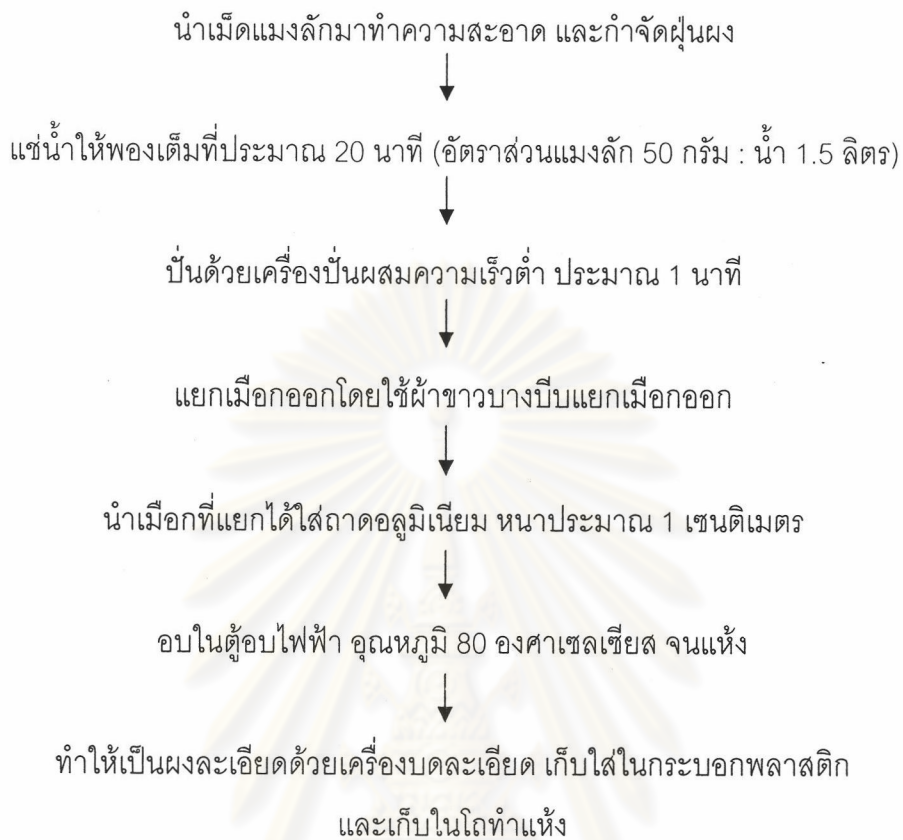 นำเม็ดแมงลักมาทำความสะอาด และกำจัดฝุ่นผง
แช่น้ำให้พองเต็มที่ประมาณ 20 นาที (อัตราส่วนแมงลัก 50 กรัม : น้ำ 1.5 ลิตร)
ปั่นด้วยเครื่องปั่นผสมความเร็วต่ำ ประมาณ 1 นาที
แยกเมือกออกโดยใช้ผ้าขาวบางบีบแยกเมือกออก
นำเมือกที่แยกได้ใส่ถาดอลูมิเนียม หนาประมาณ 1 เซนติเมตร
อบในตู้อบไฟฟ้า อุณหภูมิ 80 องศาเซลเซียส จนแห้ง
ทำให้เป็นผงละเอียดด้วยเครื่องบดละเอียด เก็บใส่ในกระบอกพลาสติก
และเก็บในโถทำแห้ง